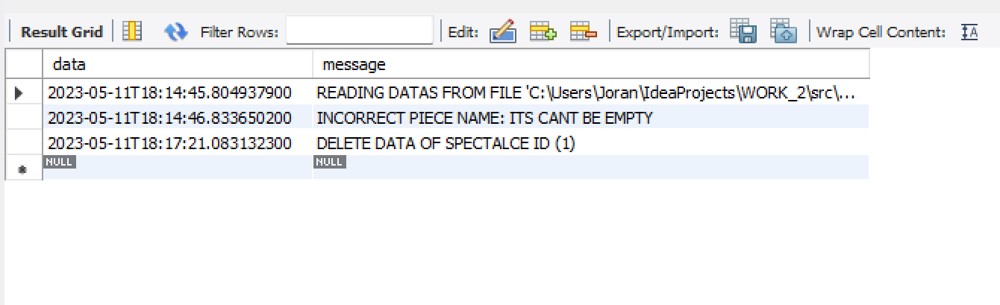 Result Grid Filter Rows: Edit: Export/Import: Wrap Cell Content: IA
data message
2023-05-11T18:14:45.804937900 READING DATAS FROM FILE 'C:\Users\Joran\IdeaProjects\WORK_2\src\...
2023-05-11T18:14:46.833650200 INCORRECT PIECE NAME: ITS CANT BE EMPTY
2023-05-11T18:17:21.083132300 DELETE DATA OF SPECTALCE ID (1)
NULL NULL